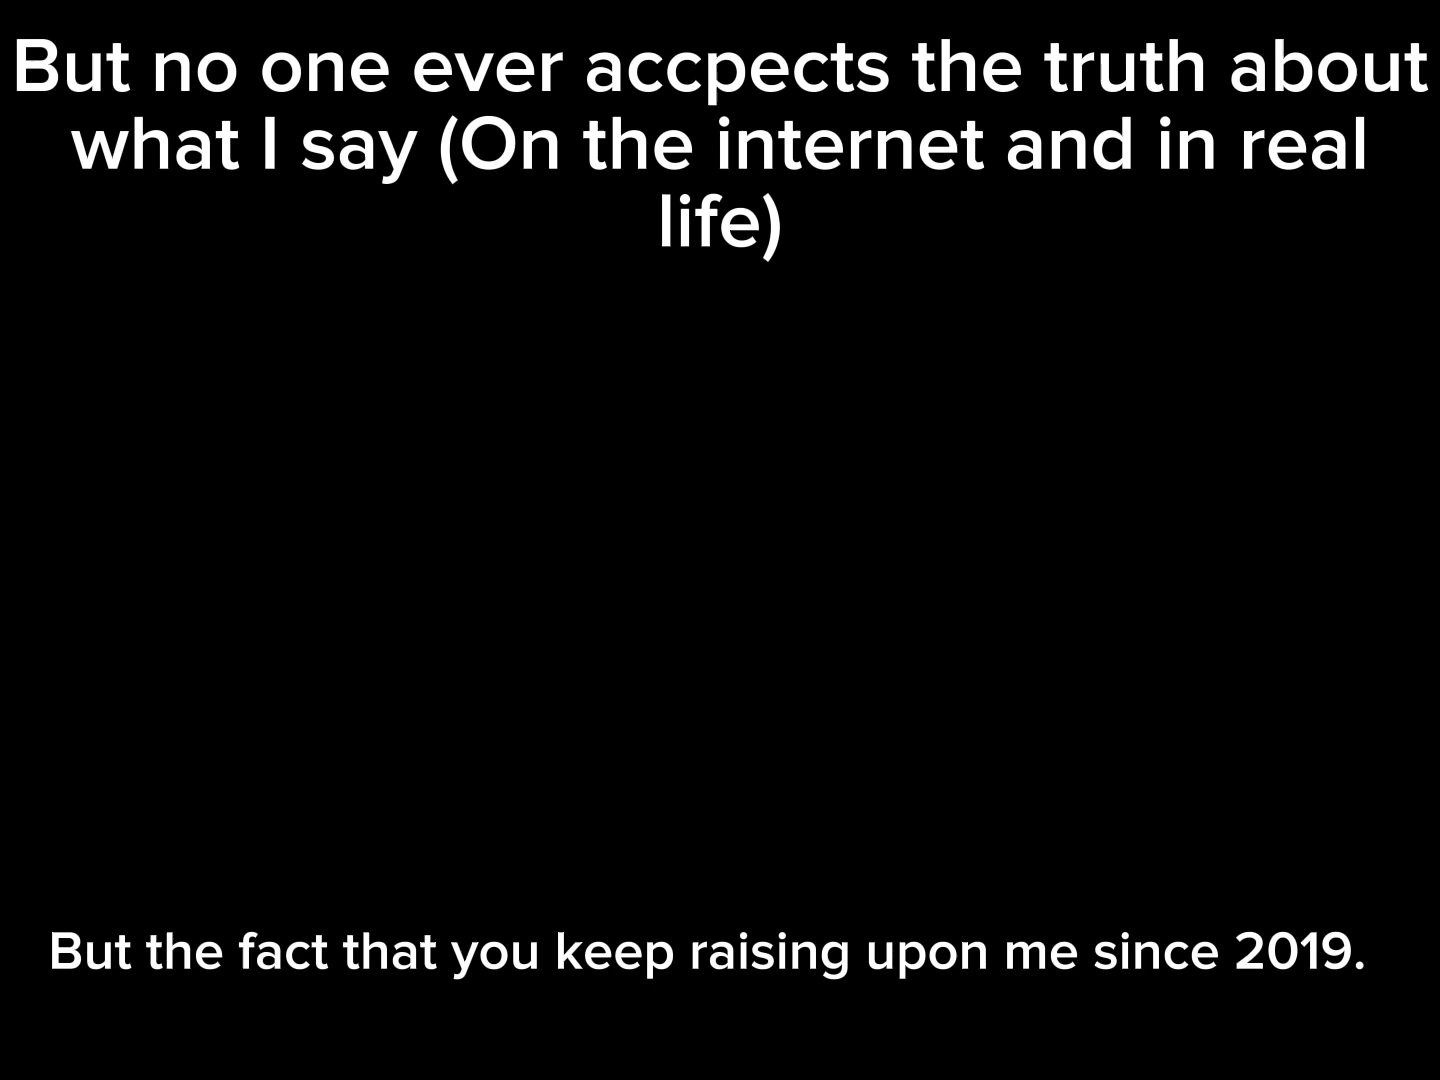 But no one ever accpects the truth about
what I say (On the internet and in real
life)
But the fact that you keep raising upon me since 2019.